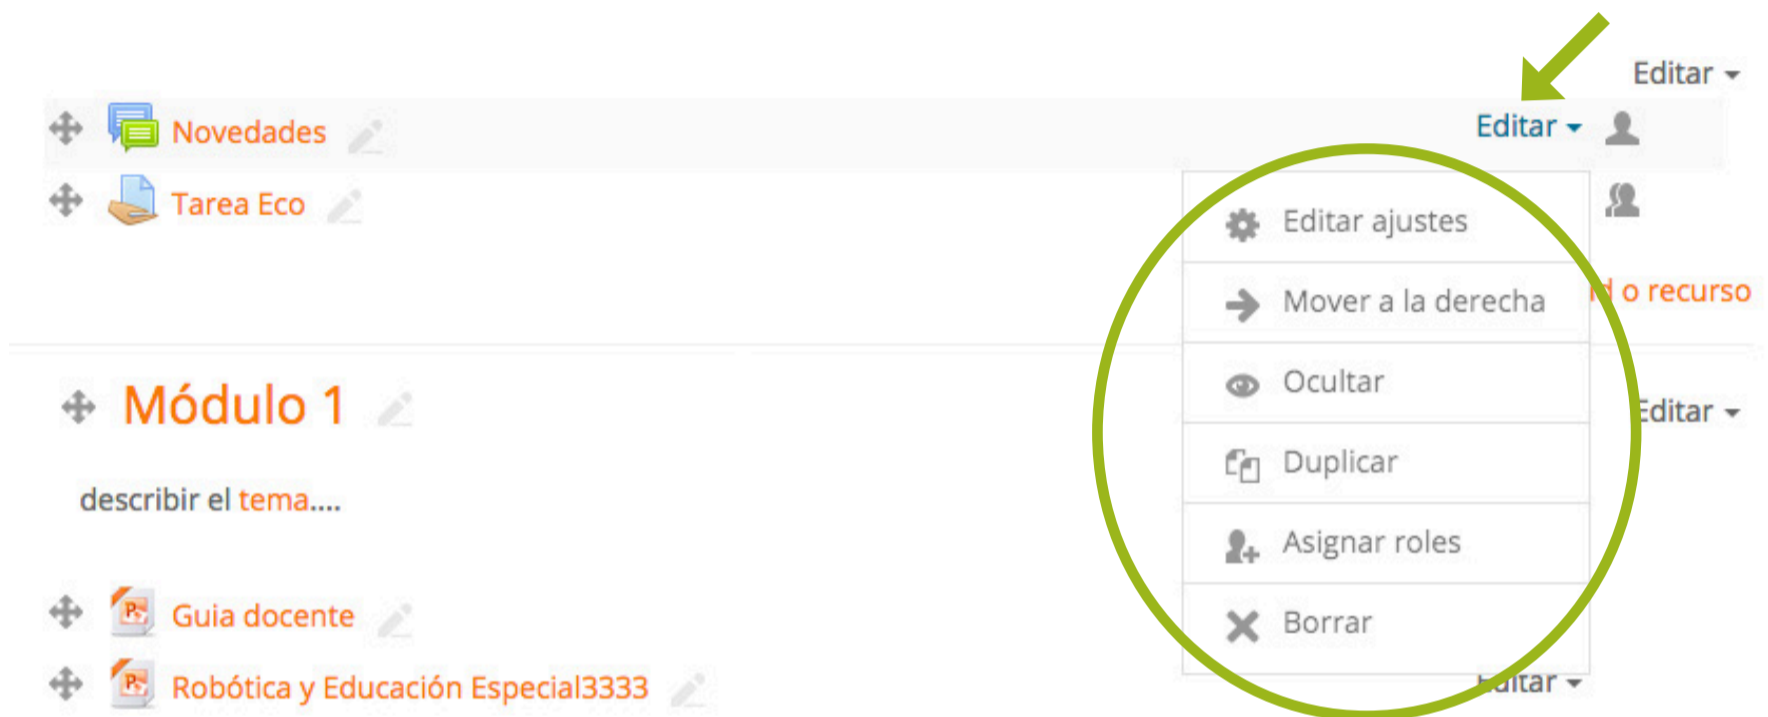 Editar
Novedades
Editar
Tarea Eco
Editar ajustes
Mover a la derecha
o recurso
Ocultar
Módulo 1
Editar
Duplicar
describir el tema....
Asignar roles
Guia docente
Borrar
Robótica y Educación Especial3333
Editar